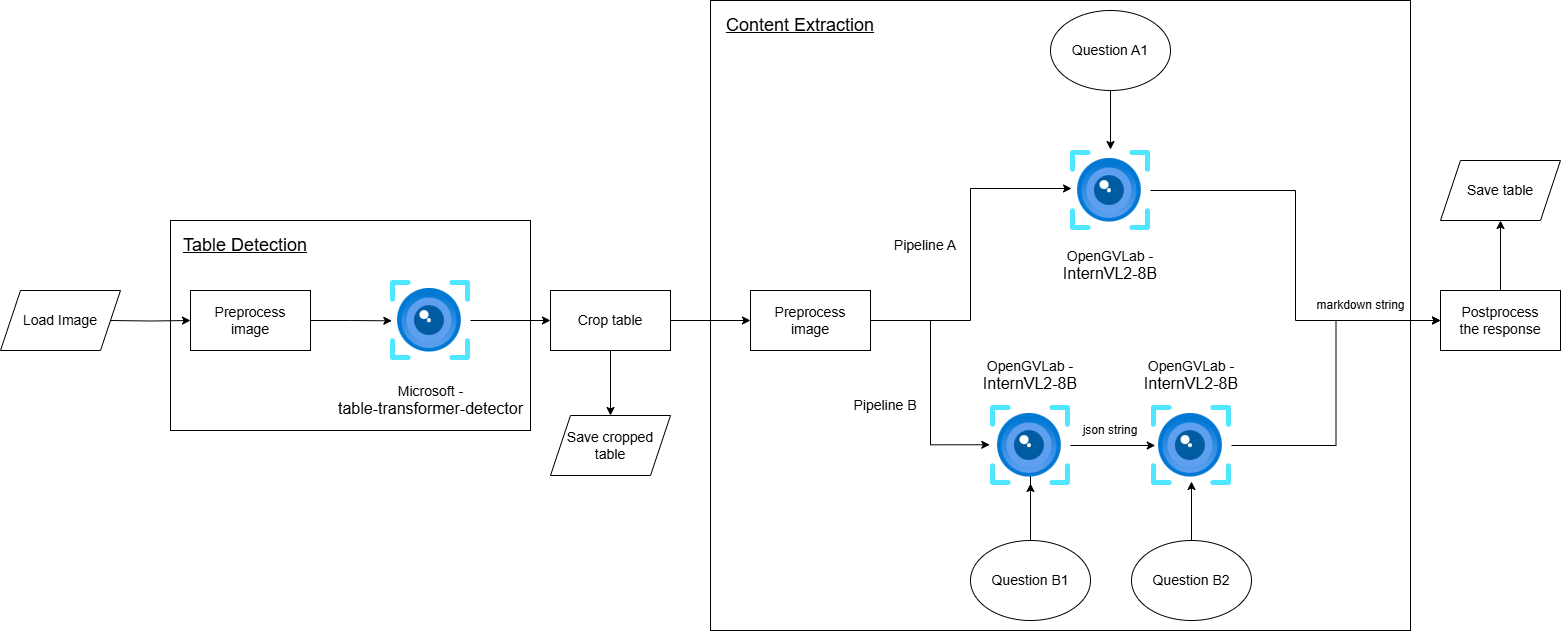 Content Extraction
Question A1
Table Detection
Load Image
Preprocess
image
Microsoft -
table-transformer-detector
Crop table
Save cropped
table
Preprocess
image
Pipeline A
OpenGVLab -
InternVL2-8B
Pipeline B
OpenGVLab -
InternVL2-8B
json string
OpenGVLab -
InternVL2-8B
Question B1
Question B2
markdown string
Postprocess
the response
Save table